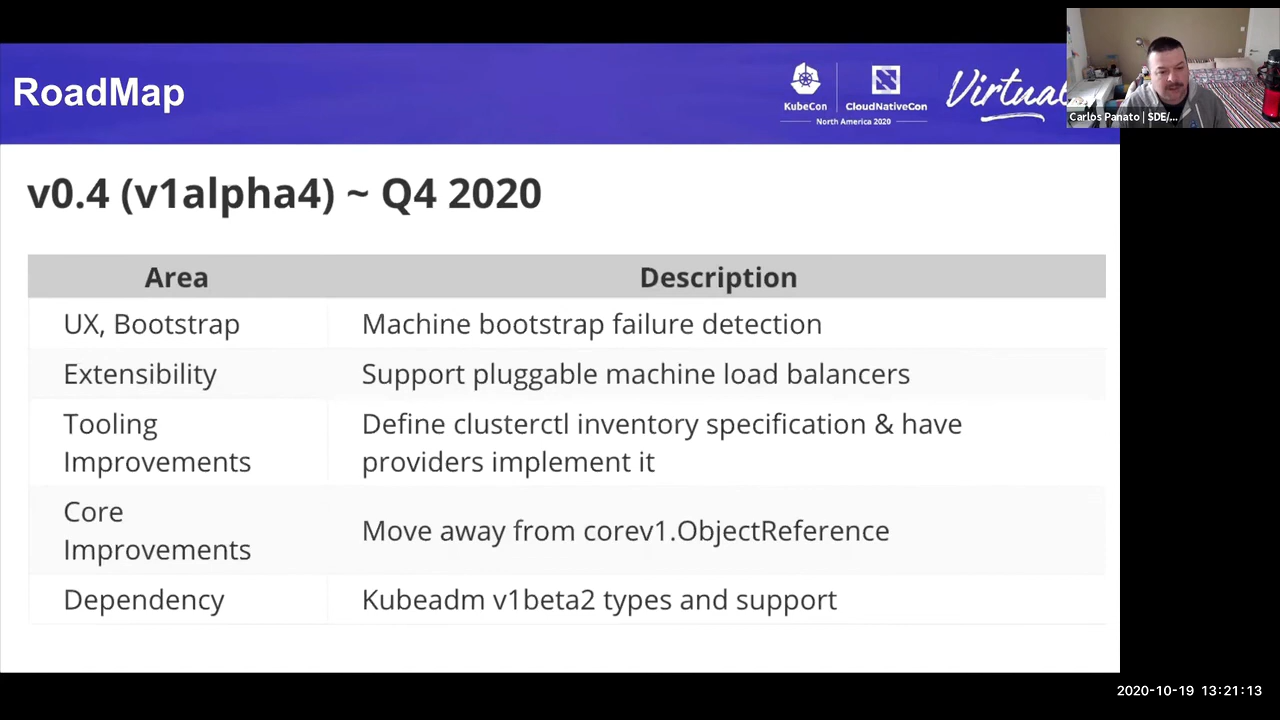 RoadMap
KubeCon
CloudNativeCon
North America 2020
Virtual
Carlos Panato | SDE/...
v0.4 (v1alpha4) ~ Q4 2020
Area
Description
UX, Bootstrap
Machine bootstrap failure detection
Extensibility
Support pluggable machine load balancers
Tooling
Improvements
Define clusterctl inventory specification & have
providers implement it
Core
Improvements
Move away from corev1.ObjectReference
Dependency
Kubeadm v1beta2 types and support
2020-10-19 13:21:13